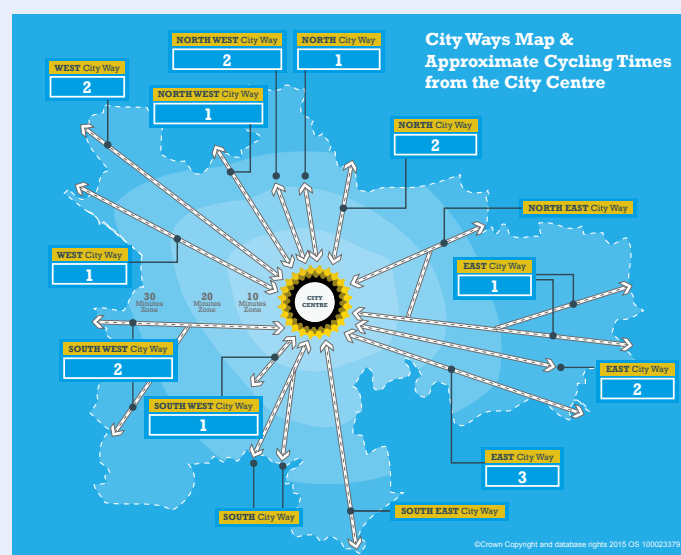 City Ways Map &
Approximate Cycling Times
from the City Centre
NORTH WEST City Way
2
NORTH City Way
1
WEST City Way
2
NORTH WEST City Way
1
NORTH City Way
2
NORTH EAST City Way
WEST City Way
1
EAST City Way
1
30
Minutes
Zone
20
Minutes
Zone
10
Minutes
Zone
CITY
CENTRE
SOUTH WEST City Way
2
EAST City Way
2
SOUTH WEST City Way
1
EAST City Way
3
SOUTH City Way
SOUTH EAST City Way
©Crown Copyright and database rights 2015 OS 100023379